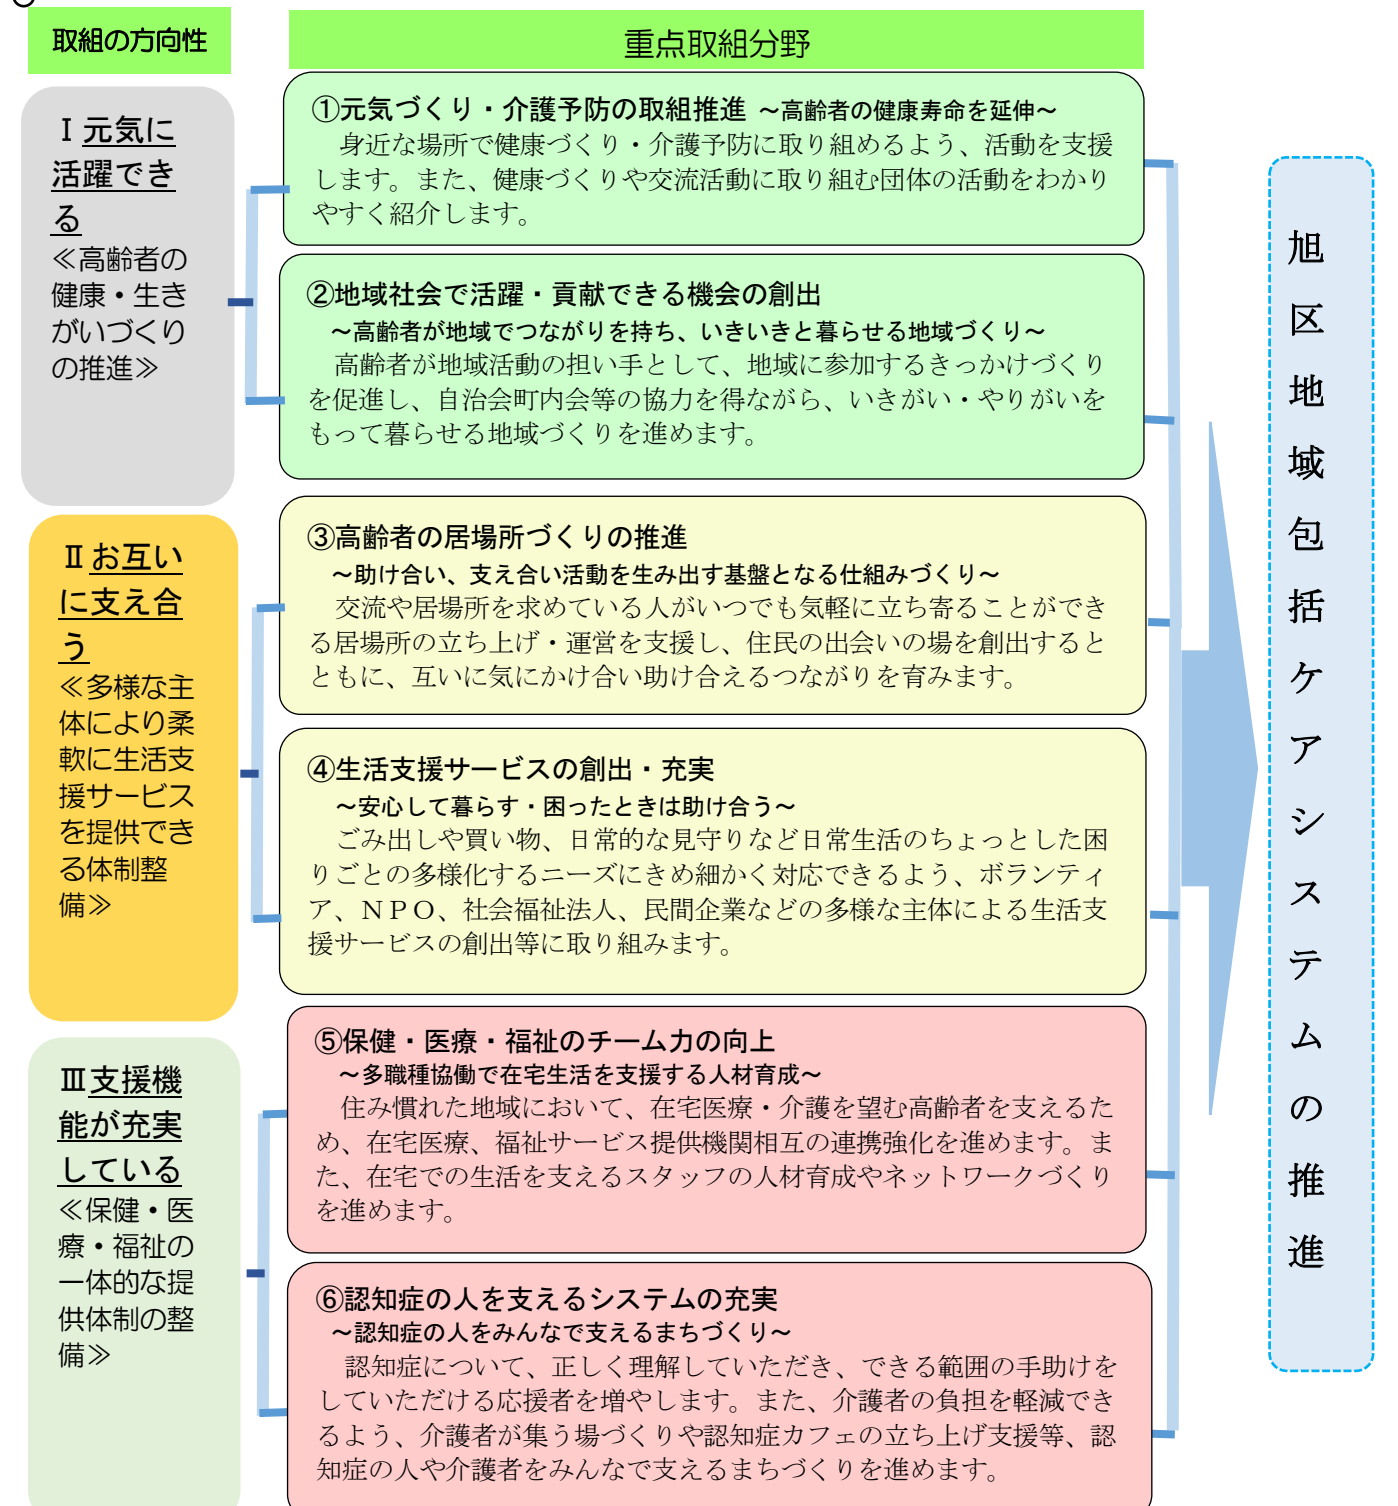 取組の方向性
重点取組分野
Ⅰ元気に
活躍でき
る
≪高齢者の
健康・生き
がいづくり
の推進≫
①元気づくり・介護予防の取組推進 ～高齢者の健康寿命を延伸～
身近な場所で健康づくり・介護予防に取り組めるよう、活動を支援
します。また、健康づくりや交流活動に取り組む団体の活動をわかり
やすく紹介します。
②地域社会で活躍・貢献できる機会の創出
～高齢者が地域でつながりを持ち、いきいきと暮らせる地域づくり～
高齢者が地域活動の担い手として、地域に参加するきっかけづくり
を促進し、自治会町内会等の協力を得ながら、いきがい・やりがいを
もって暮らせる地域づくりを進めます。
Ⅱお互い
に支え合
う
≪多様な主
体により柔
軟に生活支
援サービス
を提供でき
る体制整
備≫
③高齢者の居場所づくりの推進
～助け合い、支え合い活動を生み出す基盤となる仕組みづくり～
交流や居場所を求めている人がいつでも気軽に立ち寄ることができ
る居場所の立ち上げ・運営を支援し、住民の出会いの場を創出すると
ともに、互いに気にかけ合い助け合えるつながりを育みます。
④生活支援サービスの創出・充実
～安心して暮らす・困ったときは助け合う～
ごみ出しや買い物、日常的な見守りなど日常生活のちょっとした困
りごとの多様化するニーズにきめ細かく対応できるよう、ボランティ
ア、ＮＰＯ、社会福祉法人、民間企業などの多様な主体による生活支
援サービスの創出等に取り組みます。
Ⅲ支援機
能が充実
している
≪保健・医
療・福祉の
一体的な提
供体制の整
備≫
⑤保健・医療・福祉のチーム力の向上
～多職種協働で在宅生活を支援する人材育成～
住み慣れた地域において、在宅医療・介護を望む高齢者を支えるた
め、在宅医療、福祉サービス提供機関相互の連携強化を進めます。ま
た、在宅での生活を支えるスタッフの人材育成やネットワークづくり
を進めます。
⑥認知症の人を支えるシステムの充実
～認知症の人をみんなで支えるまちづくり～
認知症について、正しく理解していただき、できる範囲の手助けを
していただける応援者を増やします。また、介護者の負担を軽減でき
るよう、介護者が集う場づくりや認知症カフェの立ち上げ支援等、認
知症の人や介護者をみんなで支えるまちづくりを進めます。
旭区地域包括ケアシステムの推進